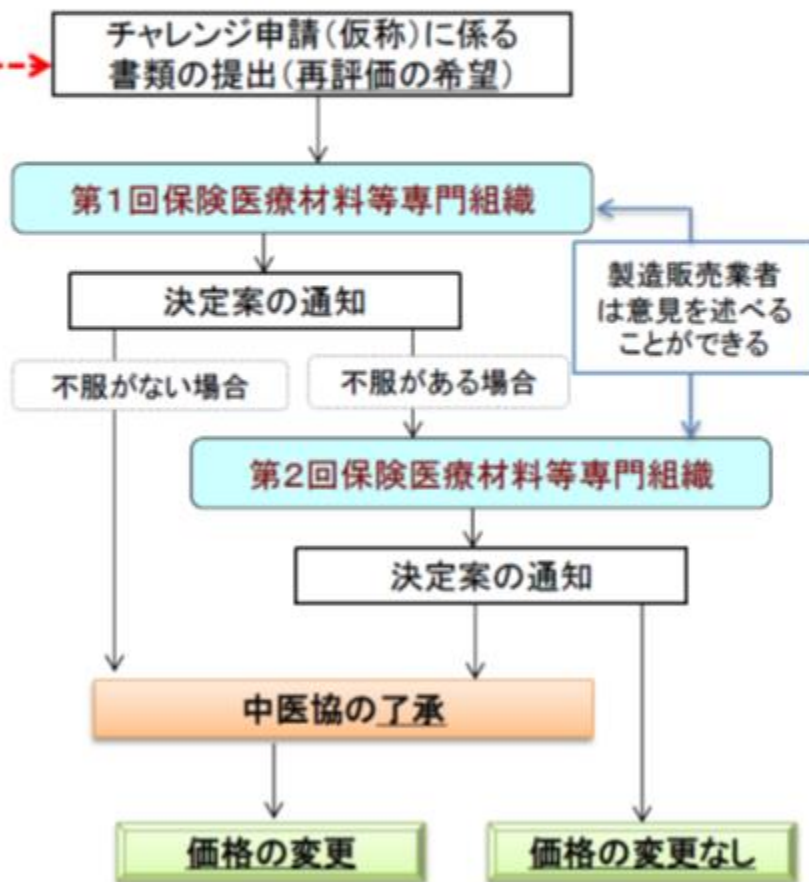 チャレンジ申請(仮称)に係る
書類の提出(再評価の希望)
第1回保険医療材料等専門組織
製造販売業者
は意見を述べる
ことができる
決定案の通知
不服がない場合
不服がある場合
第2回保険医療材料等専門組織
決定案の通知
中医協の了承
価格の変更
価格の変更なし